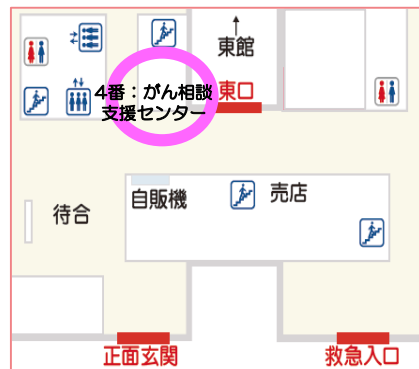 ↑
東館
4番：がん相談
支援センター
東口
自販機
売店
待合
正面玄関
救急入口